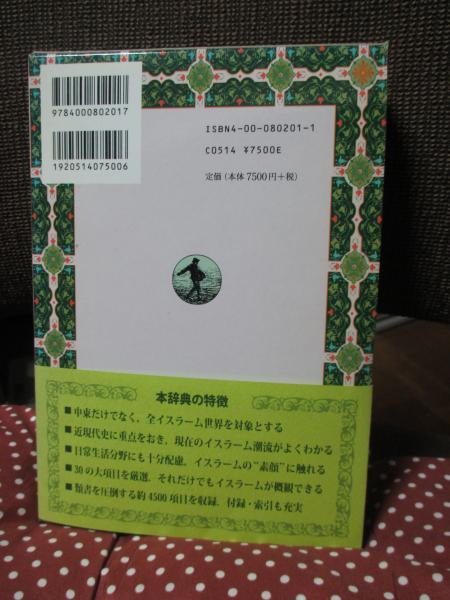 9784000802017
1920514075006
ISBN4-00-080201-1
C0514 ¥7500E
定価(本体 7500円+税)
本辞典の特徴
■中東だけでなく,全イスラーム世界を対象とする
■近現代史に重点をおき,現在のイスラーム潮流がよくわかる
■日常生活分野にも十分配慮,イスラームの"素顔"に触れる
■30の大項目を厳選,それだけでもイスラームが概観できる
■類書を圧倒する約4500項目を収録.付録・索引も充実